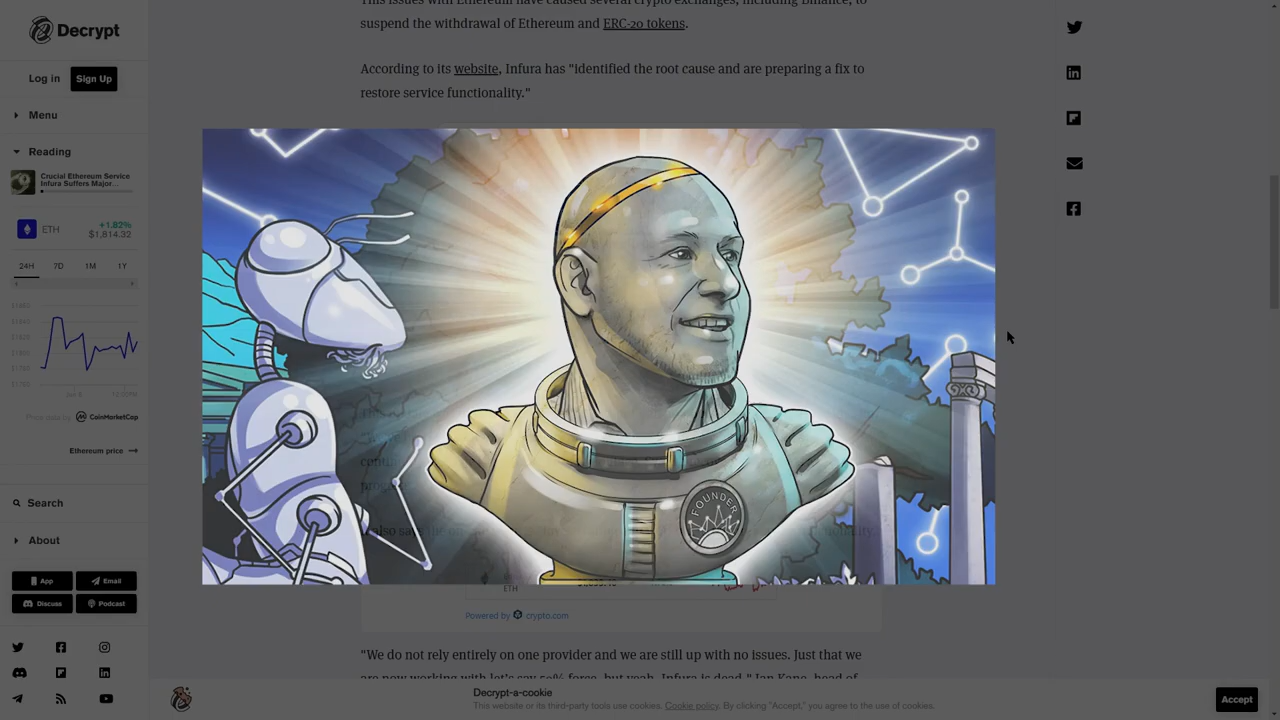 Decrypt
Log in
Sign Up
Menu
Reading
Crucial Ethereum Service
Infura Suffers Major...
ETH
+1.82%
$1,814.32
24H
7D
1M
1Y
CoinMarketCap
Ethereum price
Search
About
App
Email
Discuss
Podcast
This issues with Ethereum have caused several crypto exchanges, including Binance, to
suspend the withdrawal of Ethereum and ERC-20 tokens.
According to its website, Infura has "identified the root cause and are preparing a fix to
restore service functionality."
FOUNDER
ETH
Powered by crypto.com
"We do not rely entirely on one provider and we are still up with no issues. Just that we
Decrypt-a-cookie
This website or its third-party tools use cookies. Cookie policy. By clicking "Accept," you agree to the use of cookies.
Accept